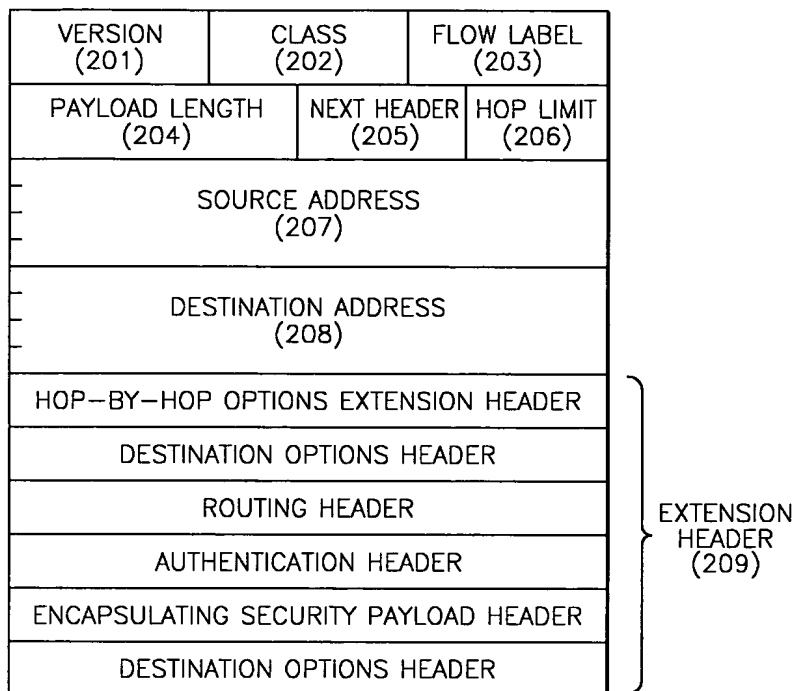 VERSION
(201)
CLASS
(202)
FLOW LABEL
(203)
PAYLOAD LENGTH
(204)
NEXT HEADER
(205)
HOP LIMIT
(206)
SOURCE ADDRESS
(207)
DESTINATION ADDRESS
(208)
HOP-BY-HOP OPTIONS EXTENSION HEADER
DESTINATION OPTIONS HEADER
ROUTING HEADER
AUTHENTICATION HEADER
ENCAPSULATING SECURITY PAYLOAD HEADER
DESTINATION OPTIONS HEADER
EXTENSION
HEADER
(209)